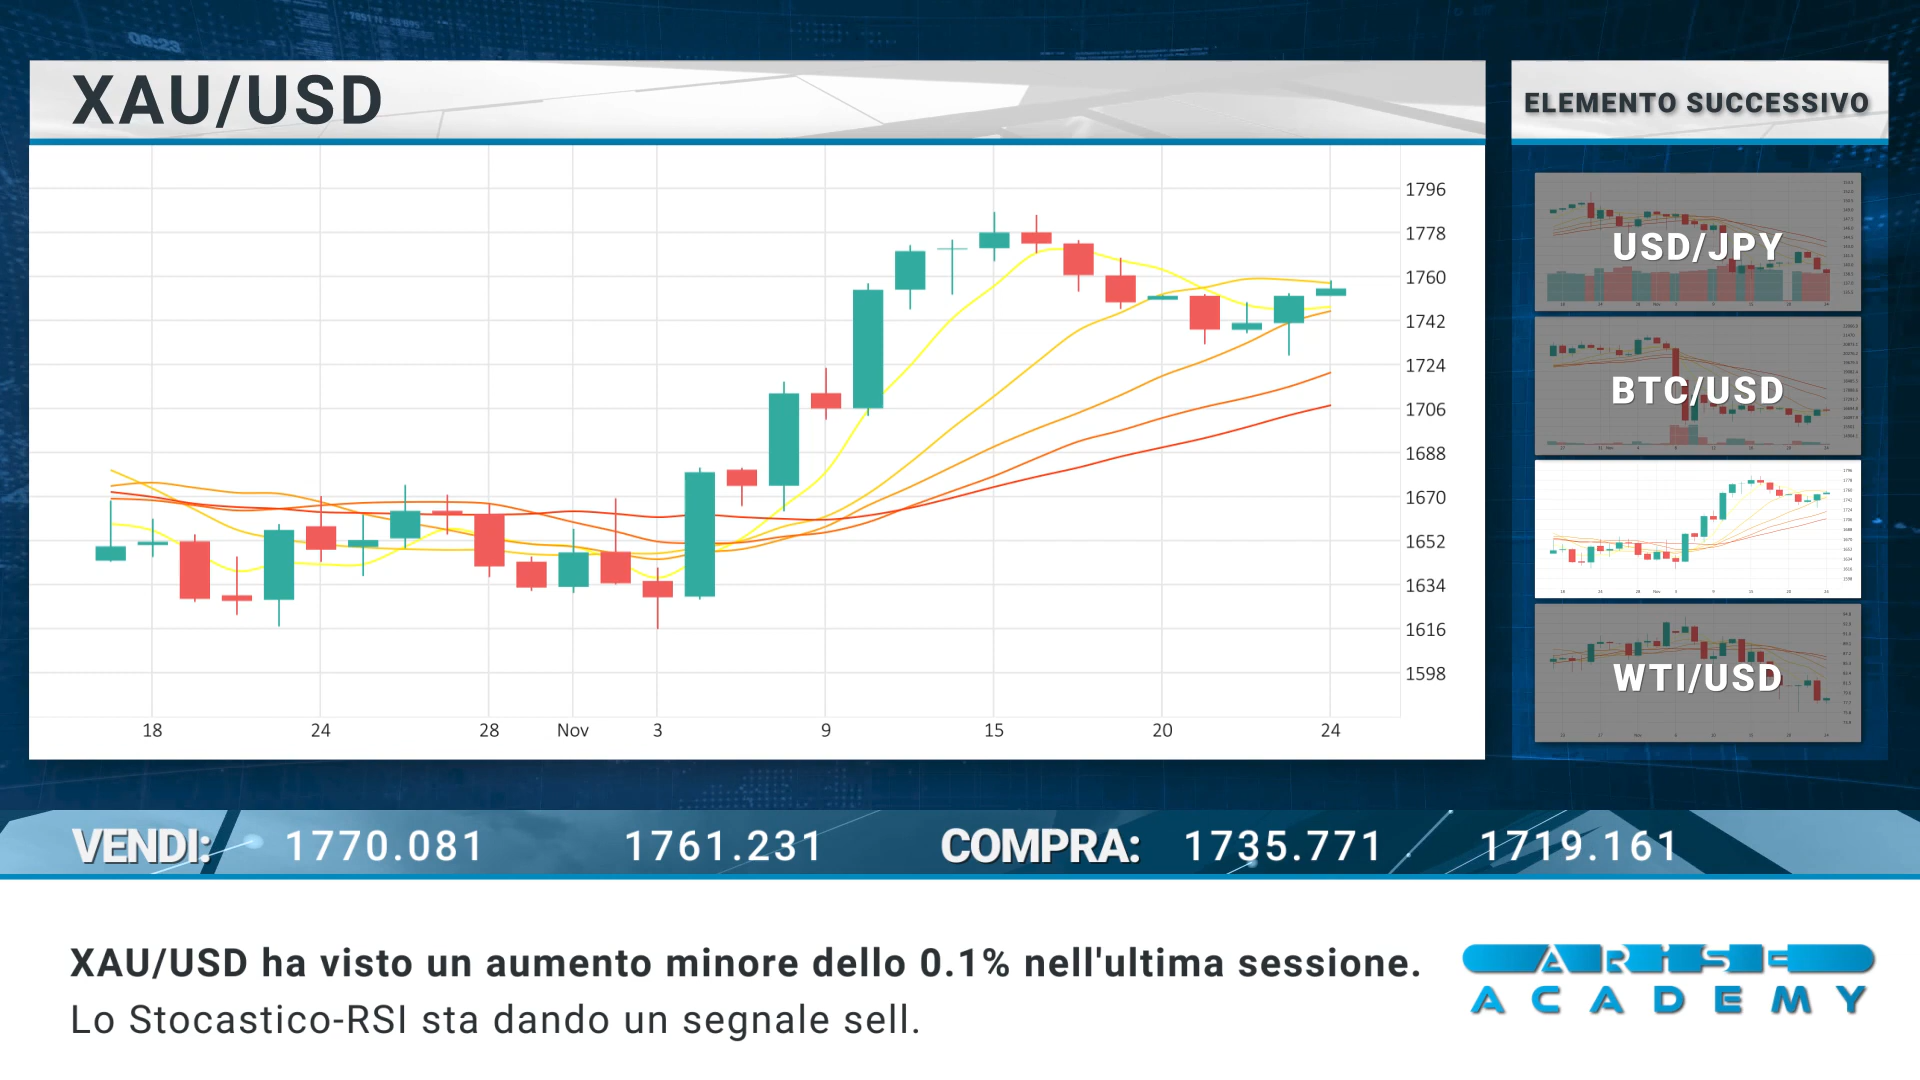 XAU/USD
ELEMENTO SUCCESSIVO
1796
1778
1760
1742
1724
1706
1688
1670
1652
1634
1616
1598
18 24 28 Nov 3 9 15 20 24
USD/JPY
BTC/USD
WTI/USD
VENDI: 1770.081 1761.231 COMPRA: 1735.771 1719.161
XAU/USD ha visto un aumento minore dello 0.1% nell'ultima sessione.
Lo Stocastico-RSI sta dando un segnale sell.
ARISE
ACADEMY